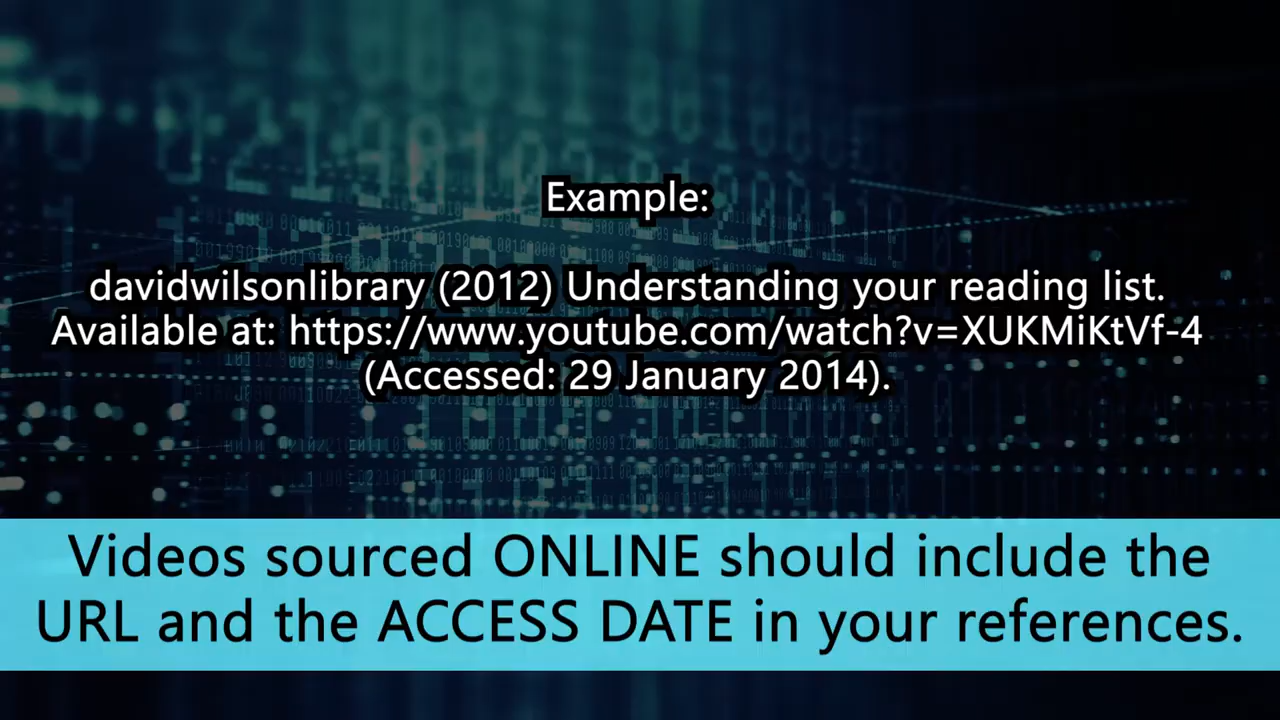 Example:
davidwilsonlibrary (2012) Understanding your reading list.
Available at: https://www.youtube.com/watch?v=XUKMiKtVf-4
(Accessed: 29 January 2014).
Videos sourced ONLINE should include the
URL and the ACCESS DATE in your references.